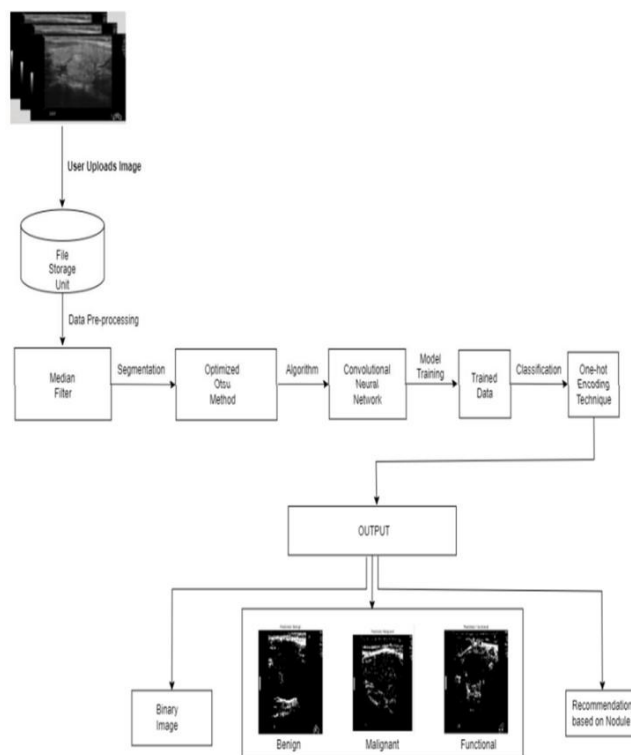 User Uploads Image
File
Storage
Unit
Data Pre-processing
Median
Filter
Segmentation
Optimized
Otsu
Method
Algorithm
Convolutional
Neural
Network
Model
Training
Trained
Data
Classification
One-hot
Encoding
Technique
OUTPUT
Binary
Image
Benign
Malignant
Functional
Recommendation
based on Nodule